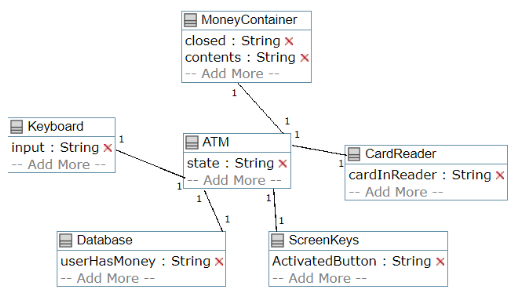 MoneyContainer
closed : String
contents : String
-- Add More --
1
1
Keyboard
input : String
-- Add More --
1
1
ATM
state : String
-- Add More --
1
CardReader
cardInReader : String
-- Add More --
1
1
Database
userHasMoney : String
-- Add More --
1
1
ScreenKeys
ActivatedButton : String
-- Add More --